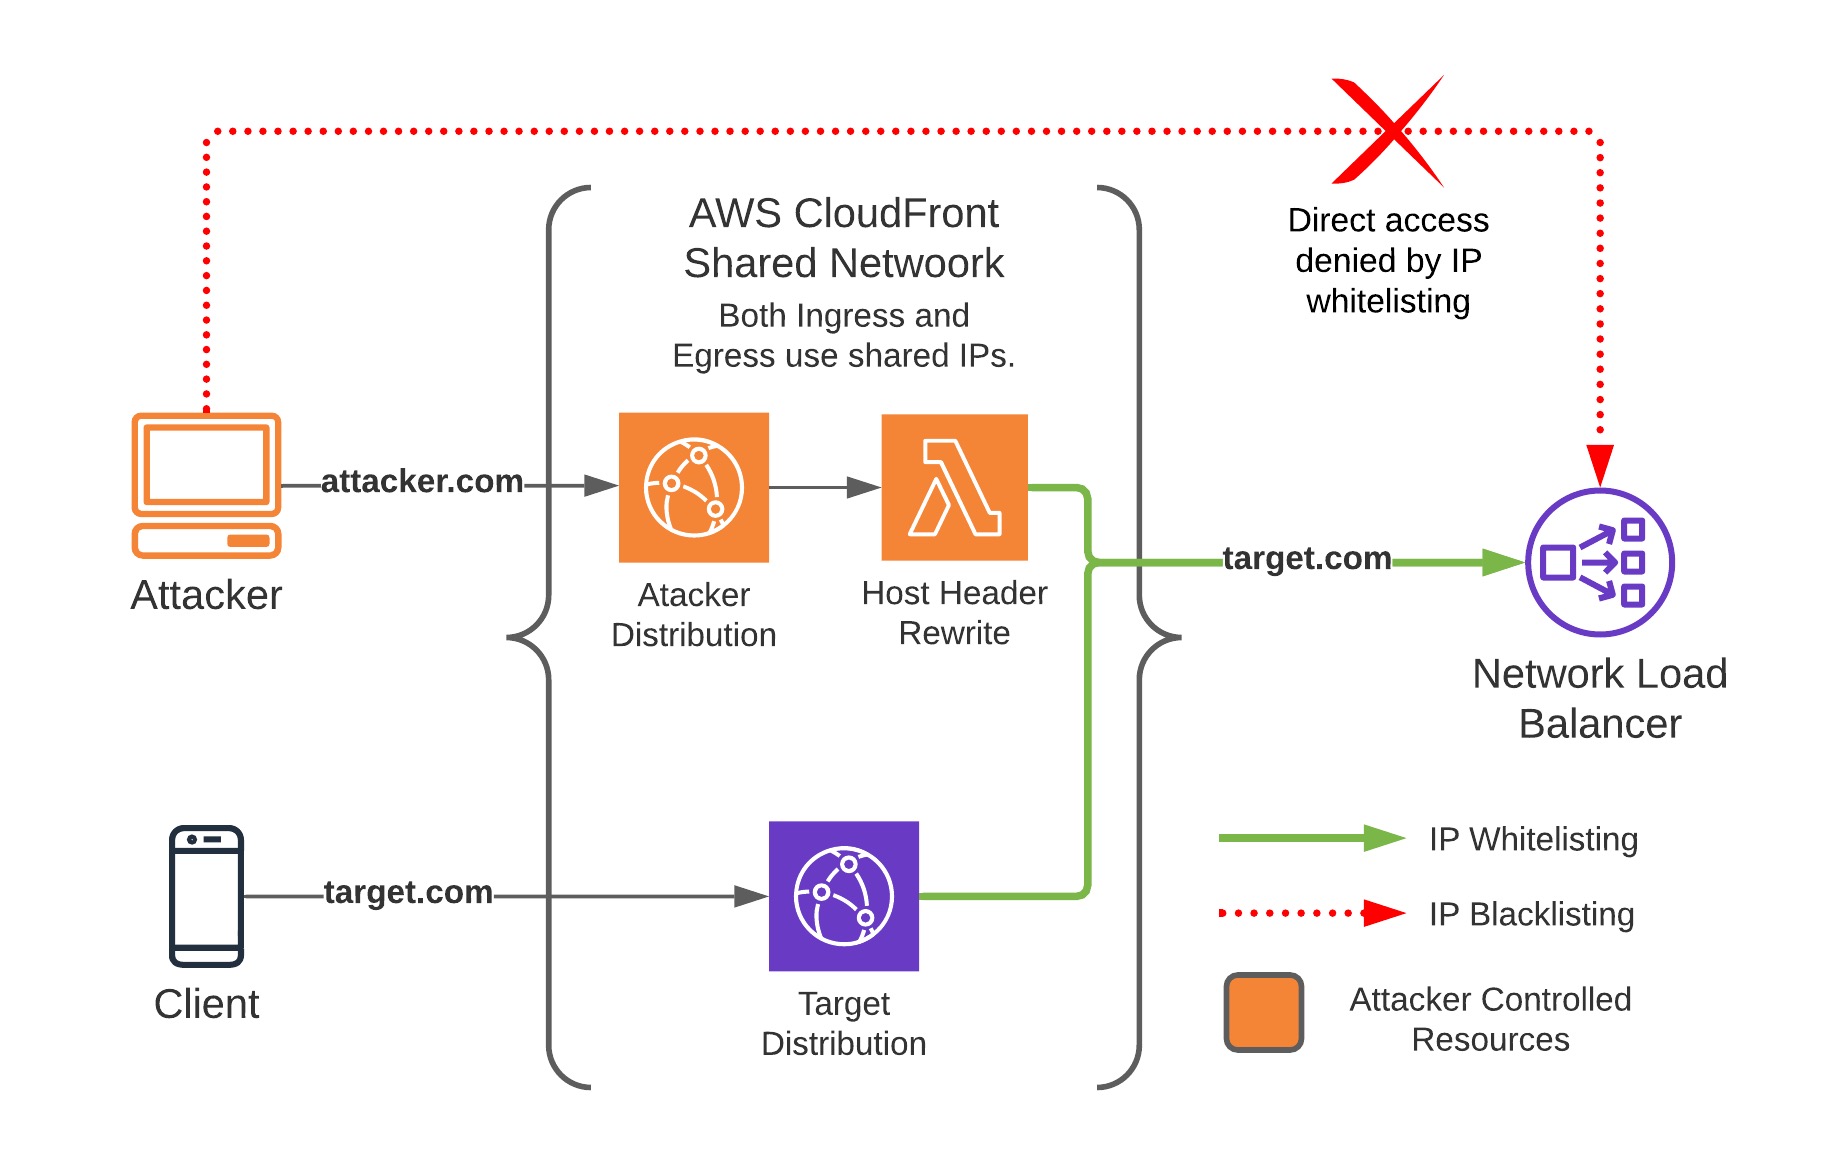 AWS CloudFront
Shared Netwoork
Both Ingress and
Egress use shared IPs.
Direct access
denied by IP
whitelisting
attacker.com
Attacker
Atacker
Distribution
Host Header
Rewrite
target.com
Network Load
Balancer
target.com
Client
Target
Distribution
IP Whitelisting
IP Blacklisting
Attacker Controlled
Resources